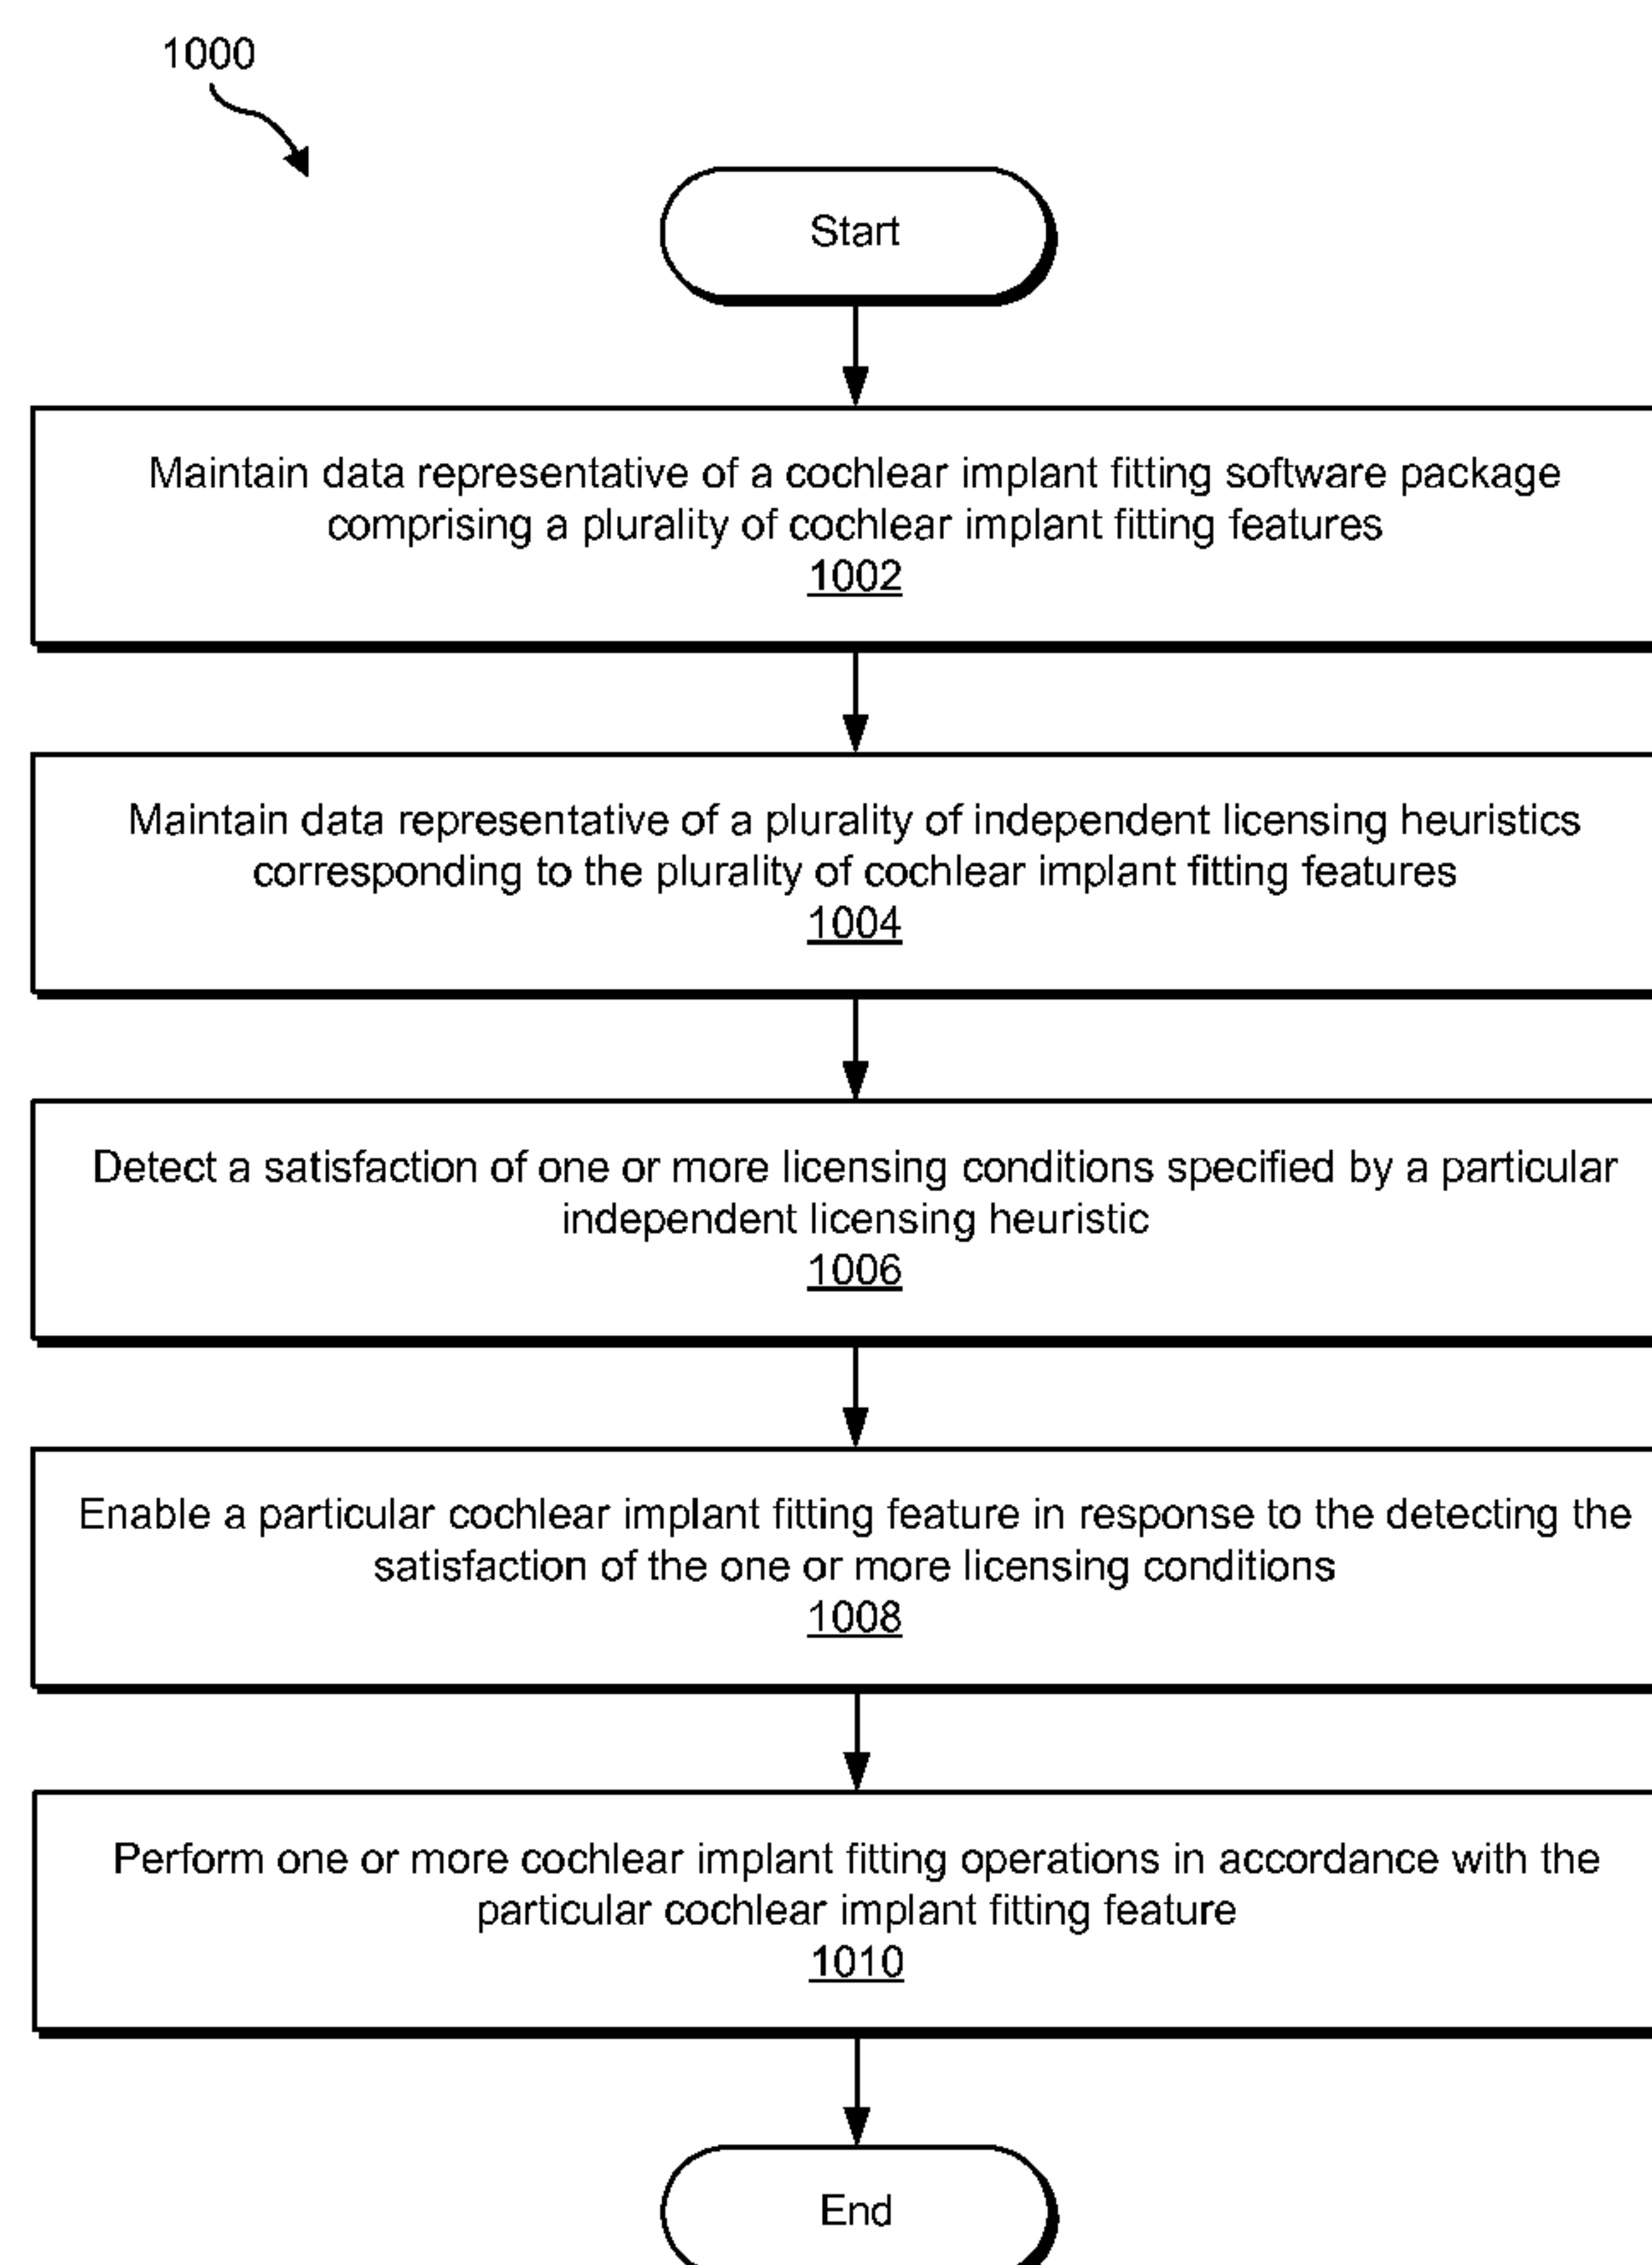 1000
Start
Maintain data representative of a cochlear implant fitting software package
comprising a plurality of cochlear implant fitting features
1002
Maintain data representative of a plurality of independent licensing heuristics
corresponding to the plurality of cochlear implant fitting features
1004
Detect a satisfaction of one or more licensing conditions specified by a particular
independent licensing heuristic
1006
Enable a particular cochlear implant fitting feature in response to the detecting the
satisfaction of the one or more licensing conditions
1008
Perform one or more cochlear implant fitting operations in accordance with the
particular cochlear implant fitting feature
1010
End